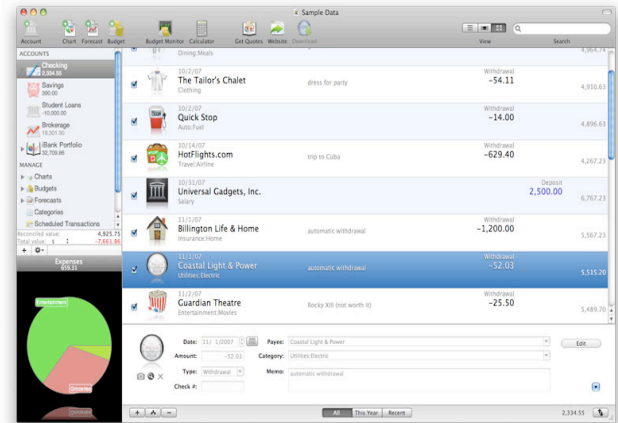 Sample Data
Account Chart Forecast Budget Budget Monitor Calculator Get Quotes Website Download View Search
ACCOUNTS
Checking
Savings
380.00
Student Loans
-10,000.00
Brokerage
iBank Portfolio
32,709.66
MANAGE
Charts
Budgets
Forecasts
Categories
Scheduled Transactions
Reconciled value: 4,925.75
Total value -7,661.86
Expenses
659.31
Entertainment
Groceries
Dining:Meals
4,964.74
10/2/07 Withdrawal
The Tailor's Chalet dress for party -54.11 4,910.63
Clothing
10/2/07 Withdrawal
Quick Stop -14.00 4,896.63
Auto:Fuel
10/14/07 Withdrawal
HotFlights.com trip to Cuba -629.40 4,267.23
Travel:Airline
10/31/07 Deposit
Universal Gadgets, Inc. 2,500.00 6,767.23
Salary
11/1/07 Withdrawal
Billington Life & Home automatic withdrawal -1,200.00 5,567.23
Insurance:Home
11/1/07 Withdrawal
Coastal Light & Power automatic withdrawal -52.03 5,515.20
Utilities:Electric
11/2/07 Withdrawal
Guardian Theatre Rocky XIII (not worth it) -25.50 5,489.70
Entertainment:Movies
Date: 11/ 1/2007 Payee: Coastal Light & Power Edit
Amount: -52.03 Category: Utilities:Electric
Type: Withdrawal Memo: automatic withdrawal
Check #:
All This Year Recent 2,334.55